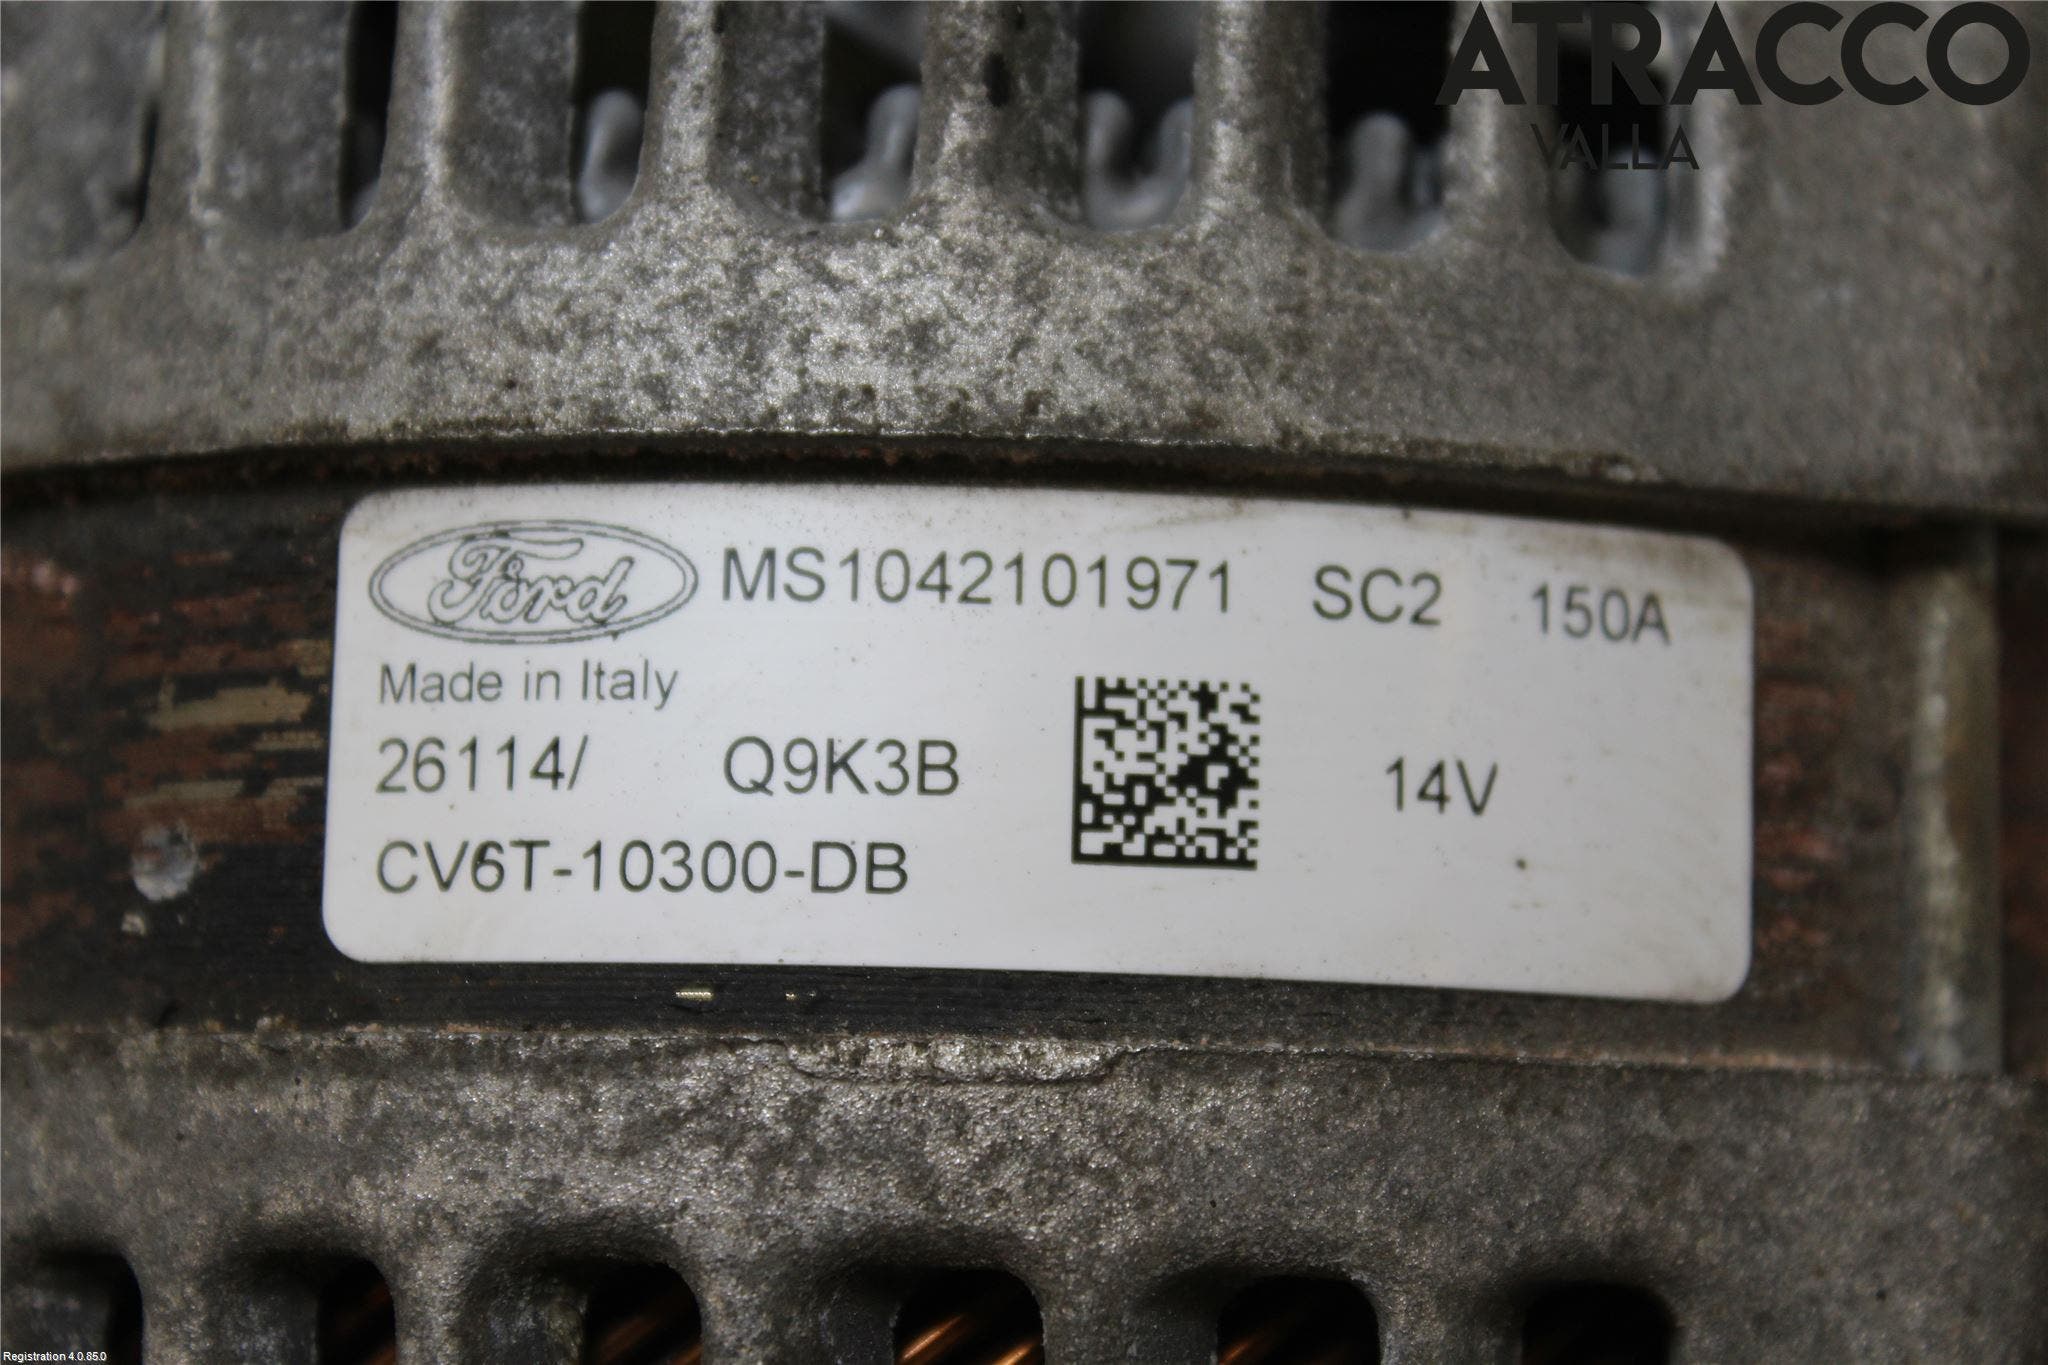 ATRACCO
VALLA
Ford MS1042101971 SC2 150A
Made in Italy
26114/ Q9K3B 14V
CV6T-10300-DB
Registration 4.0.85.0